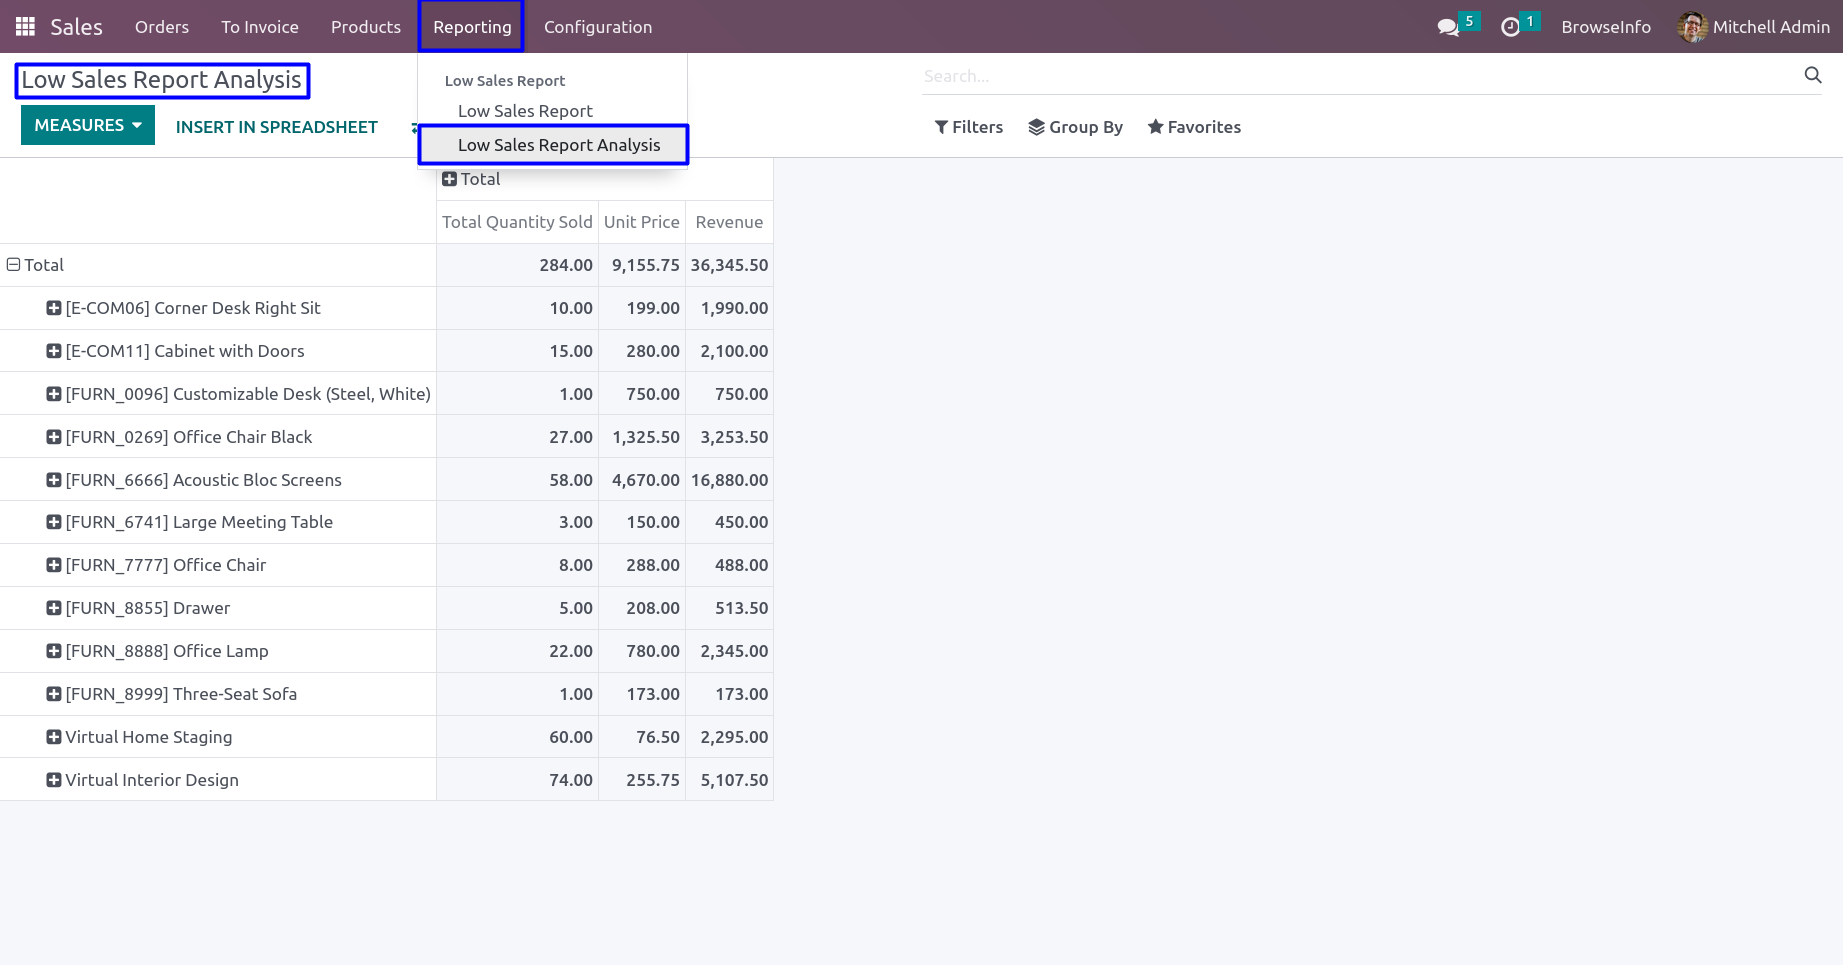 Sales Orders To Invoice Products Reporting Configuration 5 1 BrowseInfo Mitchell Admin
Low Sales Report Analysis
Low Sales Report
Low Sales Report
Low Sales Report Analysis
Search...
MEASURES INSERT IN SPREADSHEET
Filters Group By Favorites
Total
Total Quantity Sold Unit Price Revenue
Total 284.00 9,155.75 36,345.50
[E-COM06] Corner Desk Right Sit 10.00 199.00 1,990.00
[E-COM11] Cabinet with Doors 15.00 280.00 2,100.00
[FURN_0096] Customizable Desk (Steel, White) 1.00 750.00 750.00
[FURN_0269] Office Chair Black 27.00 1,325.50 3,253.50
[FURN_6666] Acoustic Bloc Screens 58.00 4,670.00 16,880.00
[FURN_6741] Large Meeting Table 3.00 150.00 450.00
[FURN_7777] Office Chair 8.00 288.00 488.00
[FURN_8855] Drawer 5.00 208.00 513.50
[FURN_8888] Office Lamp 22.00 780.00 2,345.00
[FURN_8999] Three-Seat Sofa 1.00 173.00 173.00
Virtual Home Staging 60.00 76.50 2,295.00
Virtual Interior Design 74.00 255.75 5,107.50